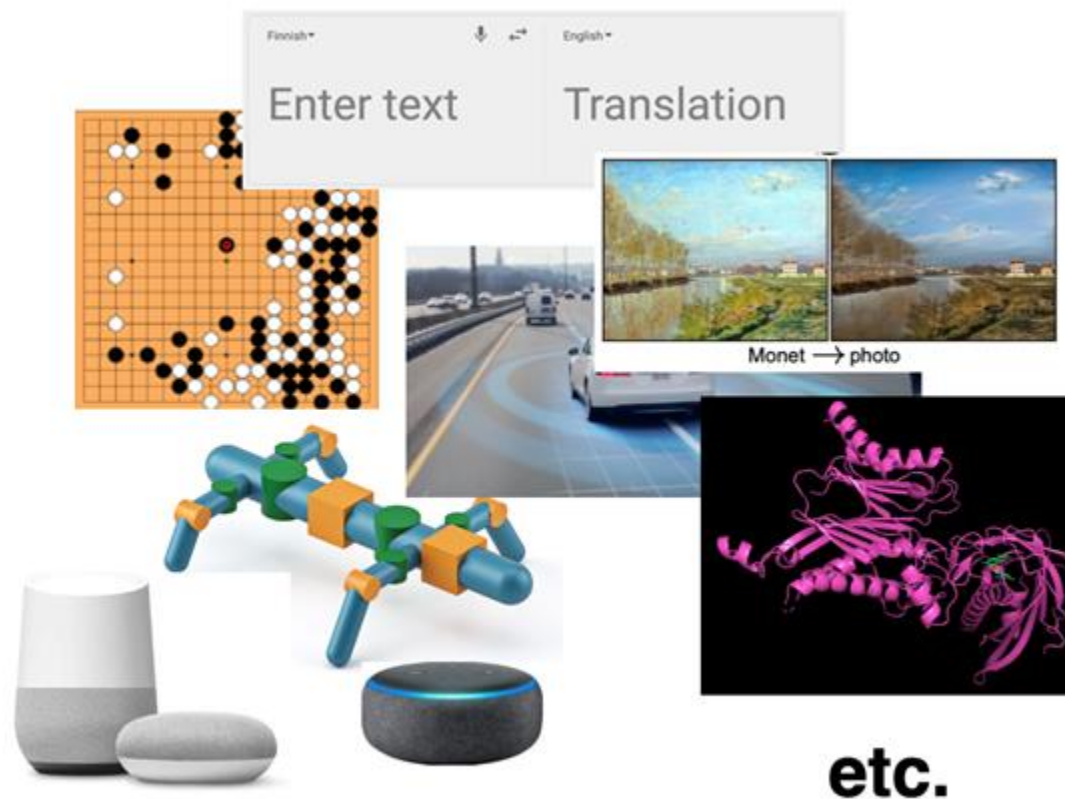 Finnish
English
Enter text
Translation
Monet → photo
etc.